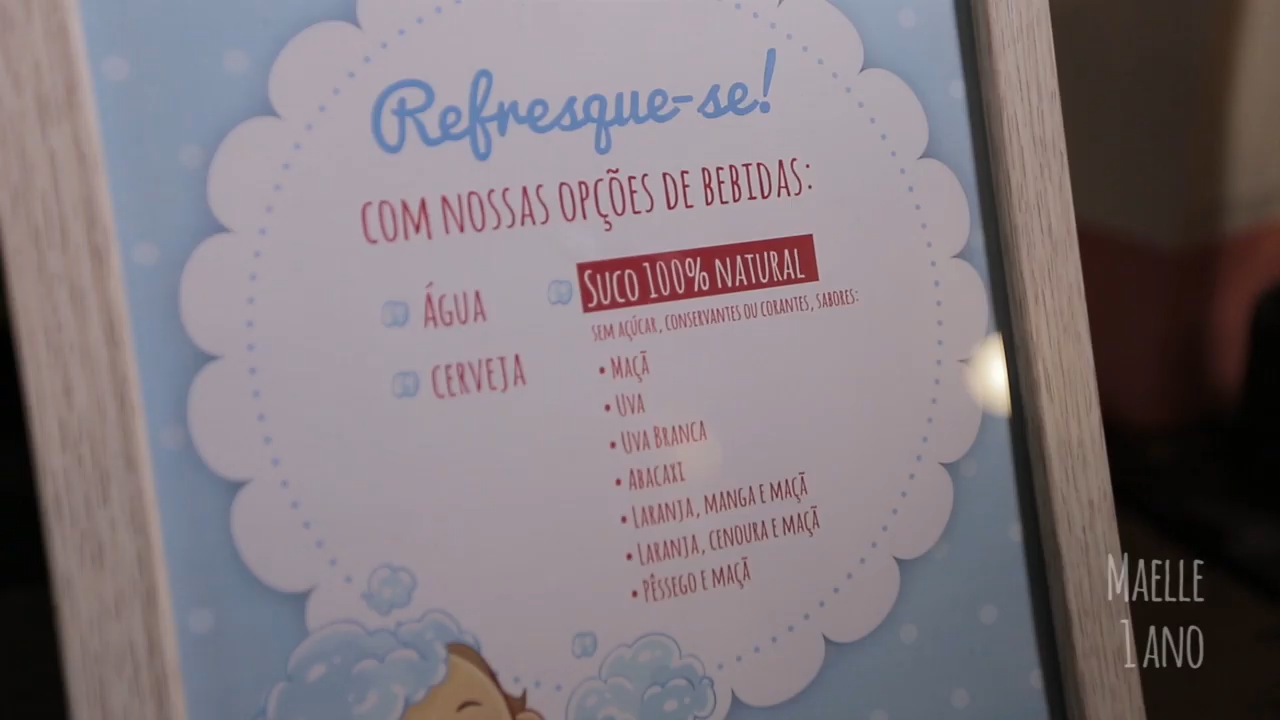 Refresque-se!
COM NOSSAS OPÇÕES DE BEBIDAS:
ÁGUA
CERVEJA
SUCO 100% NATURAL
SEM AÇÚCAR, CONSERVANTES OU CORANTES, SABORES:
• MAÇÃ
• UVA
• UVA BRANCA
• ABACAXI
• LARANJA, MANGA E MAÇÃ
• LARANJA, CENOURA E MAÇÃ
• PÊSSEGO E MAÇÃ
MAELLE
1 ANO